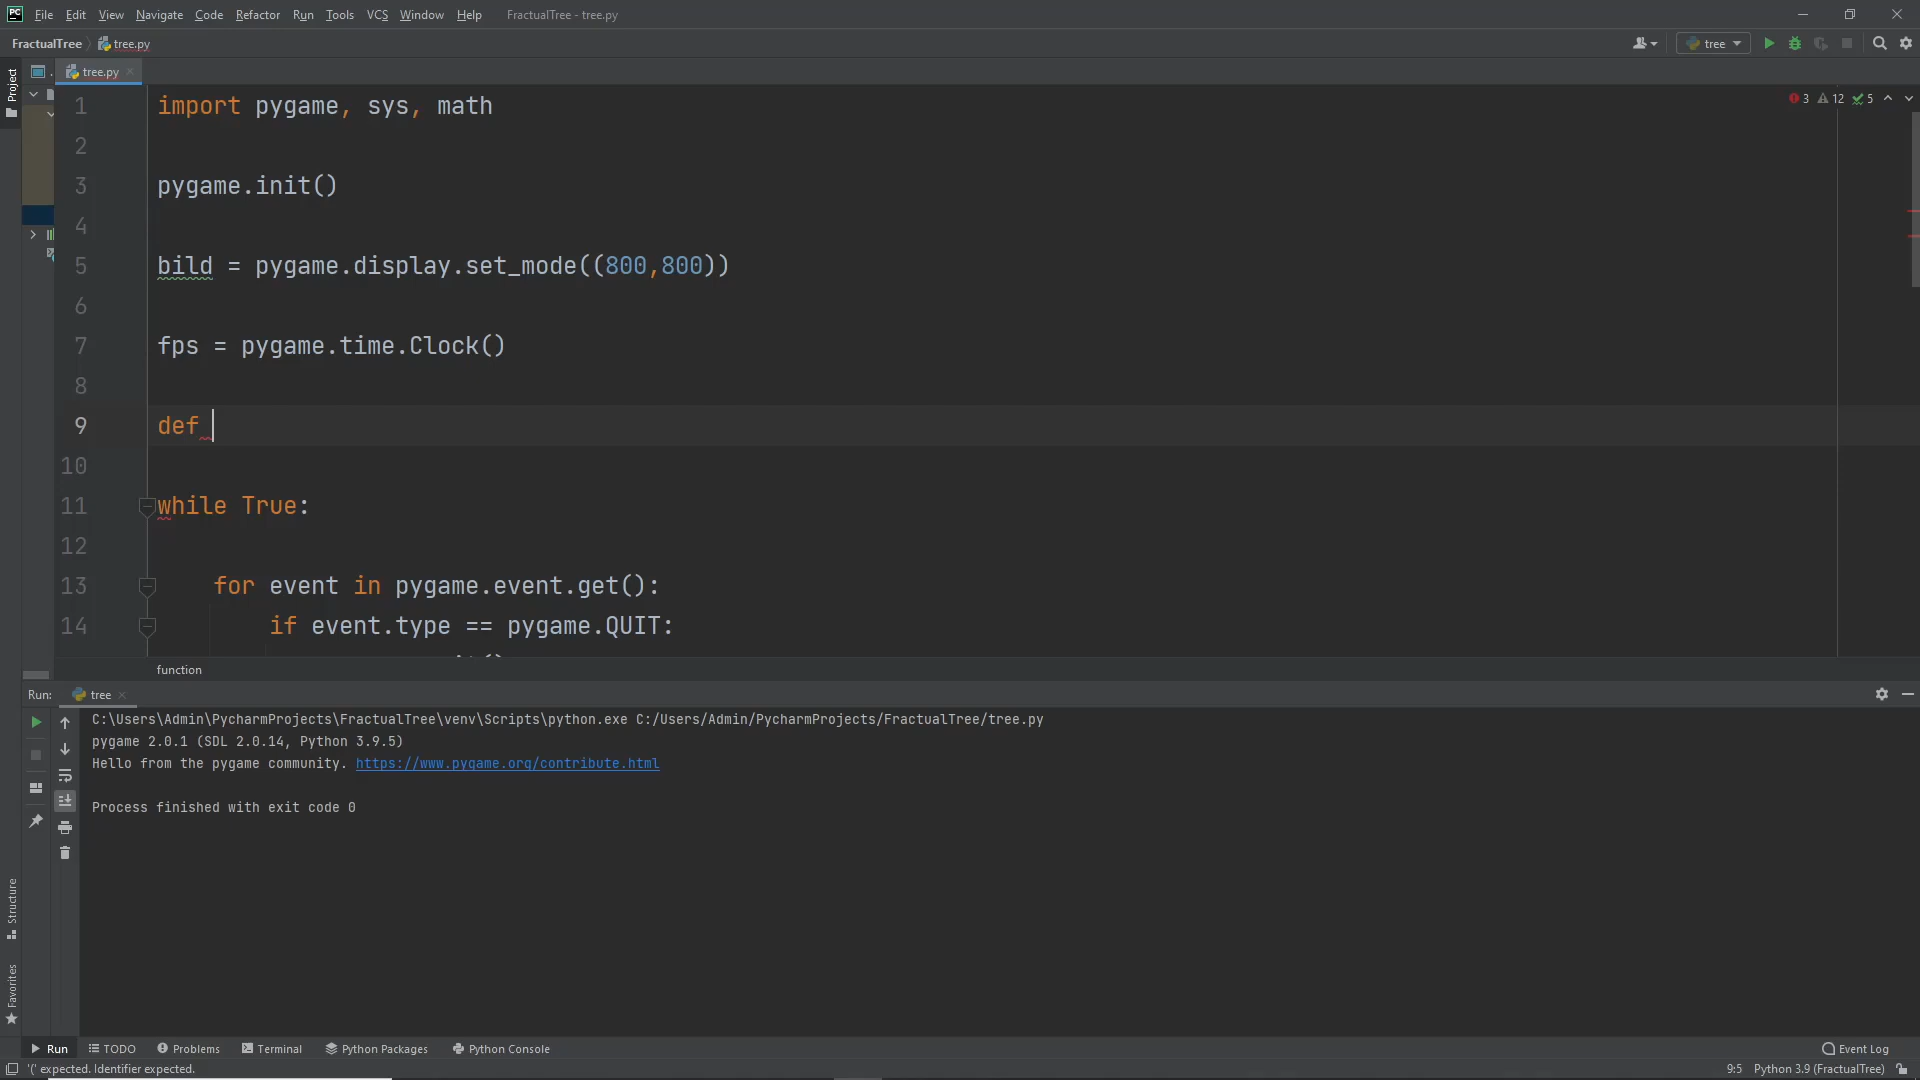 PC File Edit View Navigate Code Refactor Run Tools VCS Window Help FractualTree - tree.py
FractualTree tree.py tree
Project tree.py
1 import pygame, sys, math 3 12 5
2
3 pygame.init()
4
5 bild = pygame.display.set_mode((800,800))
6
7 fps = pygame.time.Clock()
8
9 def
10
11 while True:
12
13 for event in pygame.event.get():
14 if event.type == pygame.QUIT:
function
Run: tree
C:\Users\Admin\PycharmProjects\FractualTree\venv\Scripts\python.exe C:/Users/Admin/PycharmProjects/FractualTree/tree.py
pygame 2.0.1 (SDL 2.0.14, Python 3.9.5)
Hello from the pygame community. https://www.pygame.org/contribute.html
Process finished with exit code 0
Structure
Favorites
Run TODO Problems Terminal Python Packages Python Console Event Log
'(' expected. Identifier expected. 9:5 Python 3.9 (FractualTree)